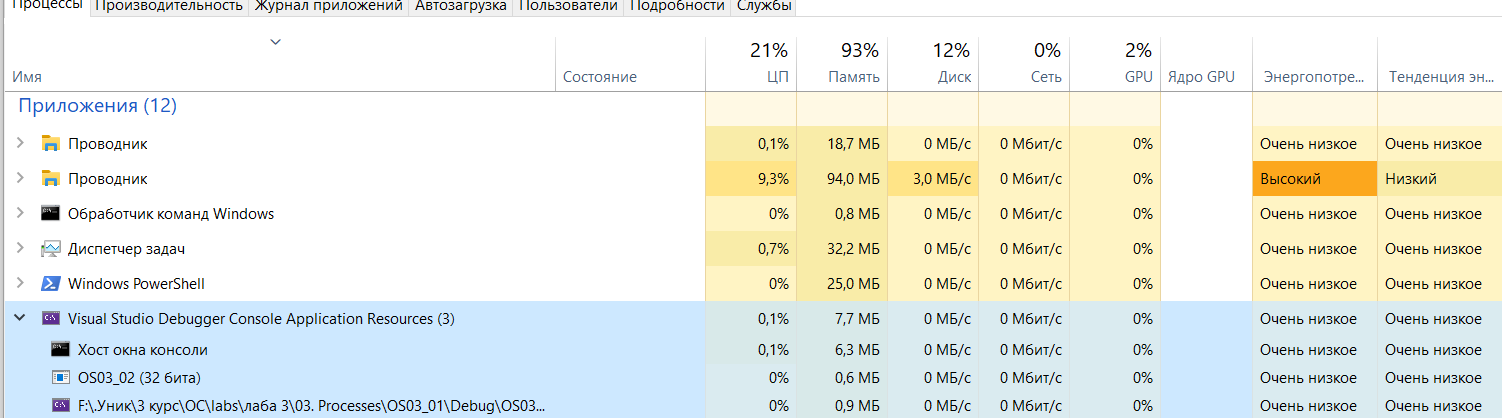 Процессы Производительность Журнал приложений Автозагрузка Пользователи Подробности Службы
21% 93% 12% 0% 2%
Имя Состояние ЦП Память Диск Сеть GPU Ядро GPU Энергопотре... Тенденция эн...
Приложения (12)
Проводник 0,1% 18,7 МБ 0 МБ/с 0 Мбит/с 0% Очень низкое Очень низкое
Проводник 9,3% 94,0 МБ 3,0 МБ/с 0 Мбит/с 0% Высокий Низкий
Обработчик команд Windows 0% 0,8 МБ 0 МБ/с 0 Мбит/с 0% Очень низкое Очень низкое
Диспетчер задач 0,7% 32,2 МБ 0 МБ/с 0 Мбит/с 0% Очень низкое Очень низкое
Windows PowerShell 0% 25,0 МБ 0 МБ/с 0 Мбит/с 0% Очень низкое Очень низкое
Visual Studio Debugger Console Application Resources (3) 0,1% 7,7 МБ 0 МБ/с 0 Мбит/с 0% Очень низкое Очень низкое
Хост окна консоли 0,1% 6,3 МБ 0 МБ/с 0 Мбит/с 0% Очень низкое Очень низкое
OS03_02 (32 бита) 0% 0,6 МБ 0 МБ/с 0 Мбит/с 0% Очень низкое Очень низкое
F:\.Уник\3 курс\ОС\labs\лаба 3\03. Processes\OS03_01\Debug\OS03... 0% 0,9 МБ 0 МБ/с 0 Мбит/с 0% Очень низкое Очень низкое